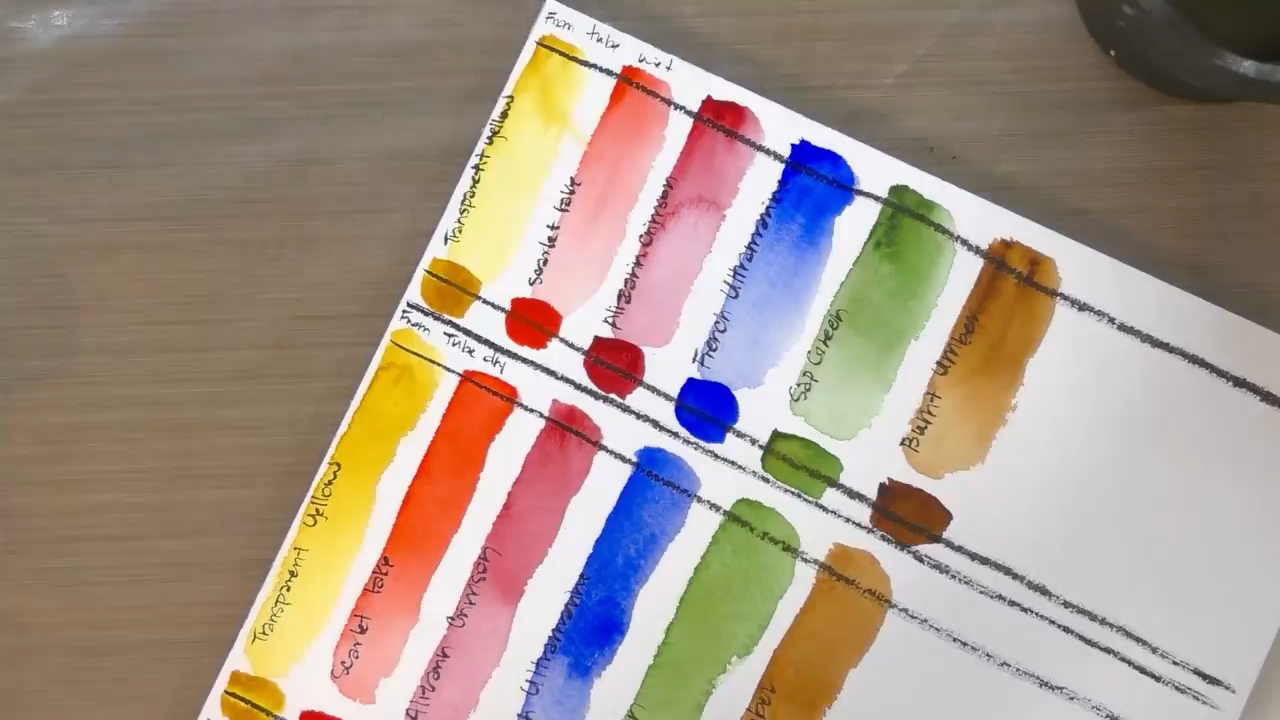 From tube wet
Transparent yellow
scarlet lake
Alizarin Crimson
French Ultramarine
Sap Green
Burnt Umber
From Tube dry
Transparent Yellow
Scarlet lake
Alizarin Crimson
Ultramarine